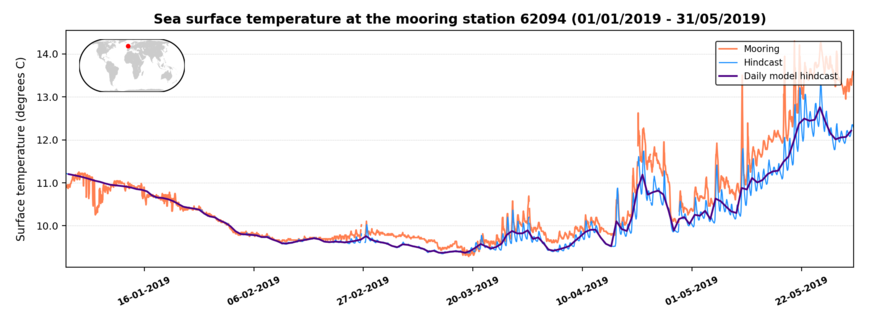 Sea surface temperature at the mooring station 62094 (01/01/2019 - 31/05/2019)
Surface temperature (degrees C)
14.0
13.0
12.0
11.0
10.0
Mooring
Hindcast
Daily model hindcast
16-01-2019
06-02-2019
27-02-2019
20-03-2019
10-04-2019
01-05-2019
22-05-2019